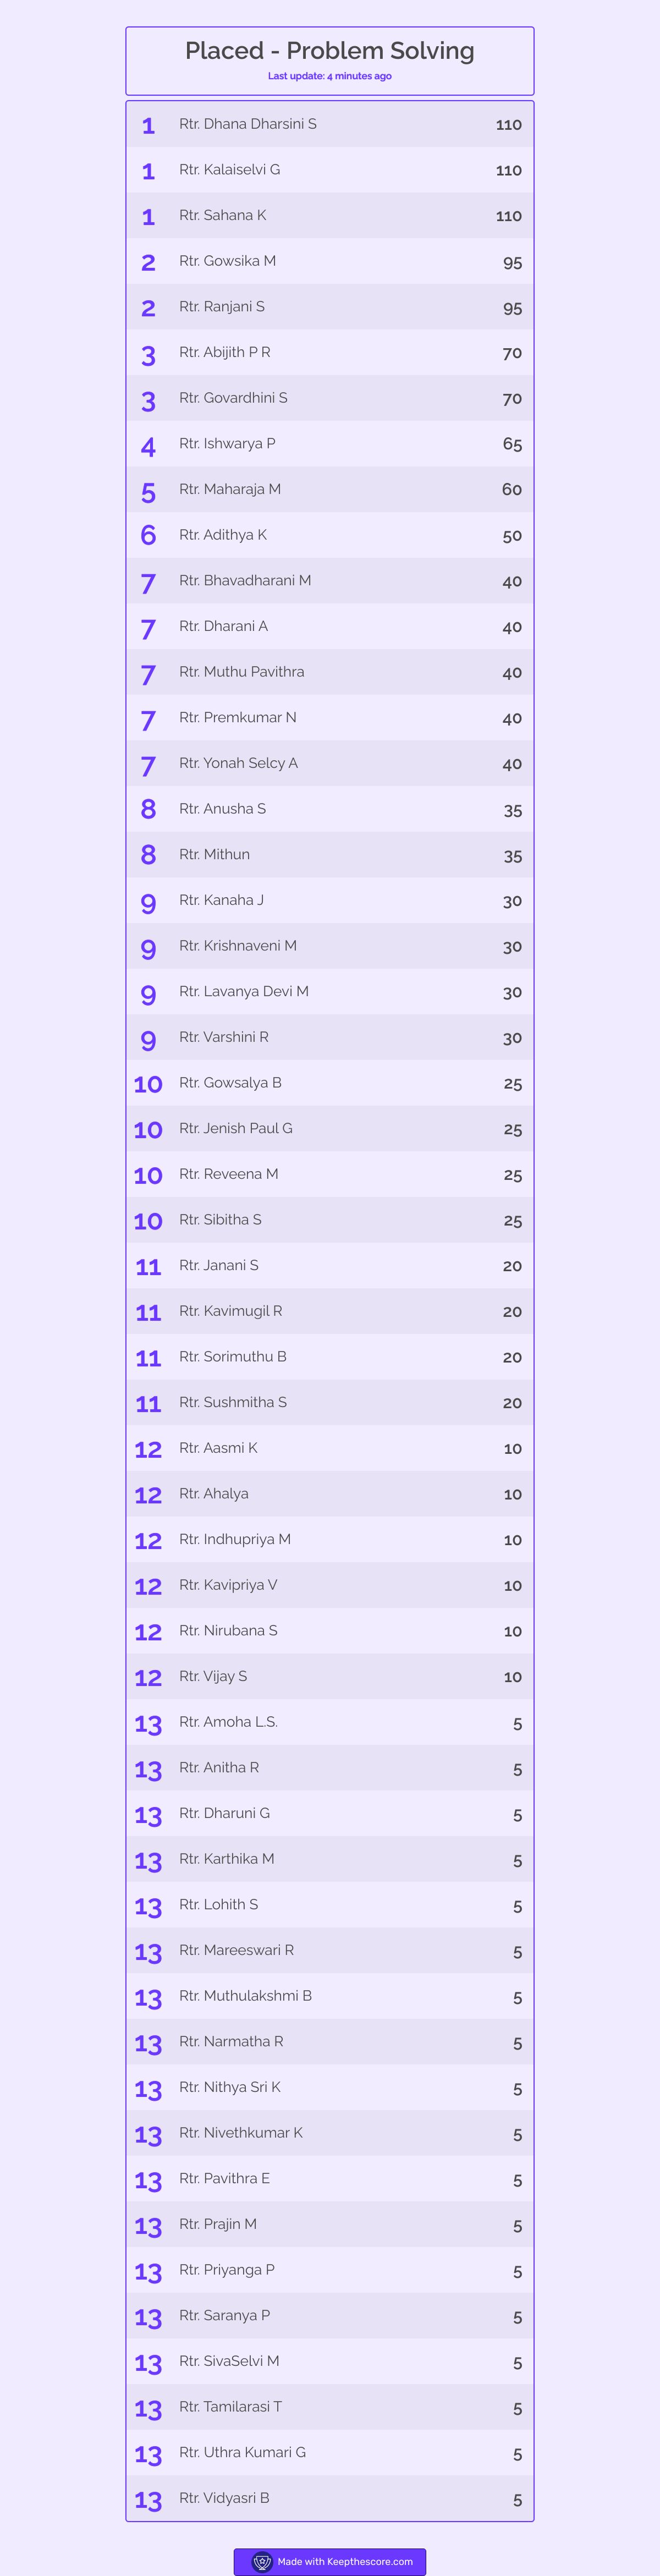 Placed - Problem Solving
Last update: 4 minutes ago
1 Rtr. Dhana Dharsini S 110
1 Rtr. Kalaiselvi G 110
1 Rtr. Sahana K 110
2 Rtr. Gowsika M 95
2 Rtr. Ranjani S 95
3 Rtr. Abijith P R 70
3 Rtr. Govardhini S 70
4 Rtr. Ishwarya P 65
5 Rtr. Maharaja M 60
6 Rtr. Adithya K 50
7 Rtr. Bhavadharani M 40
7 Rtr. Dharani A 40
7 Rtr. Muthu Pavithra 40
7 Rtr. Premkumar N 40
7 Rtr. Yonah Selcy A 40
8 Rtr. Anusha S 35
8 Rtr. Mithun 35
9 Rtr. Kanaha J 30
9 Rtr. Krishnaveni M 30
9 Rtr. Lavanya Devi M 30
9 Rtr. Varshini R 30
10 Rtr. Gowsalya B 25
10 Rtr. Jenish Paul G 25
10 Rtr. Reveena M 25
10 Rtr. Sibitha S 25
11 Rtr. Janani S 20
11 Rtr. Kavimugil R 20
11 Rtr. Sorimuthu B 20
11 Rtr. Sushmitha S 20
12 Rtr. Aasmi K 10
12 Rtr. Ahalya 10
12 Rtr. Indhupriya M 10
12 Rtr. Kavipriya V 10
12 Rtr. Nirubana S 10
12 Rtr. Vijay S 10
13 Rtr. Amoha L.S. 5
13 Rtr. Anitha R 5
13 Rtr. Dharuni G 5
13 Rtr. Karthika M 5
13 Rtr. Lohith S 5
13 Rtr. Mareeswari R 5
13 Rtr. Muthulakshmi B 5
13 Rtr. Narmatha R 5
13 Rtr. Nithya Sri K 5
13 Rtr. Nivethkumar K 5
13 Rtr. Pavithra E 5
13 Rtr. Prajin M 5
13 Rtr. Priyanga P 5
13 Rtr. Saranya P 5
13 Rtr. SivaSelvi M 5
13 Rtr. Tamilarasi T 5
13 Rtr. Uthra Kumari G 5
13 Rtr. Vidyasri B 5
Made with Keepthescore.com